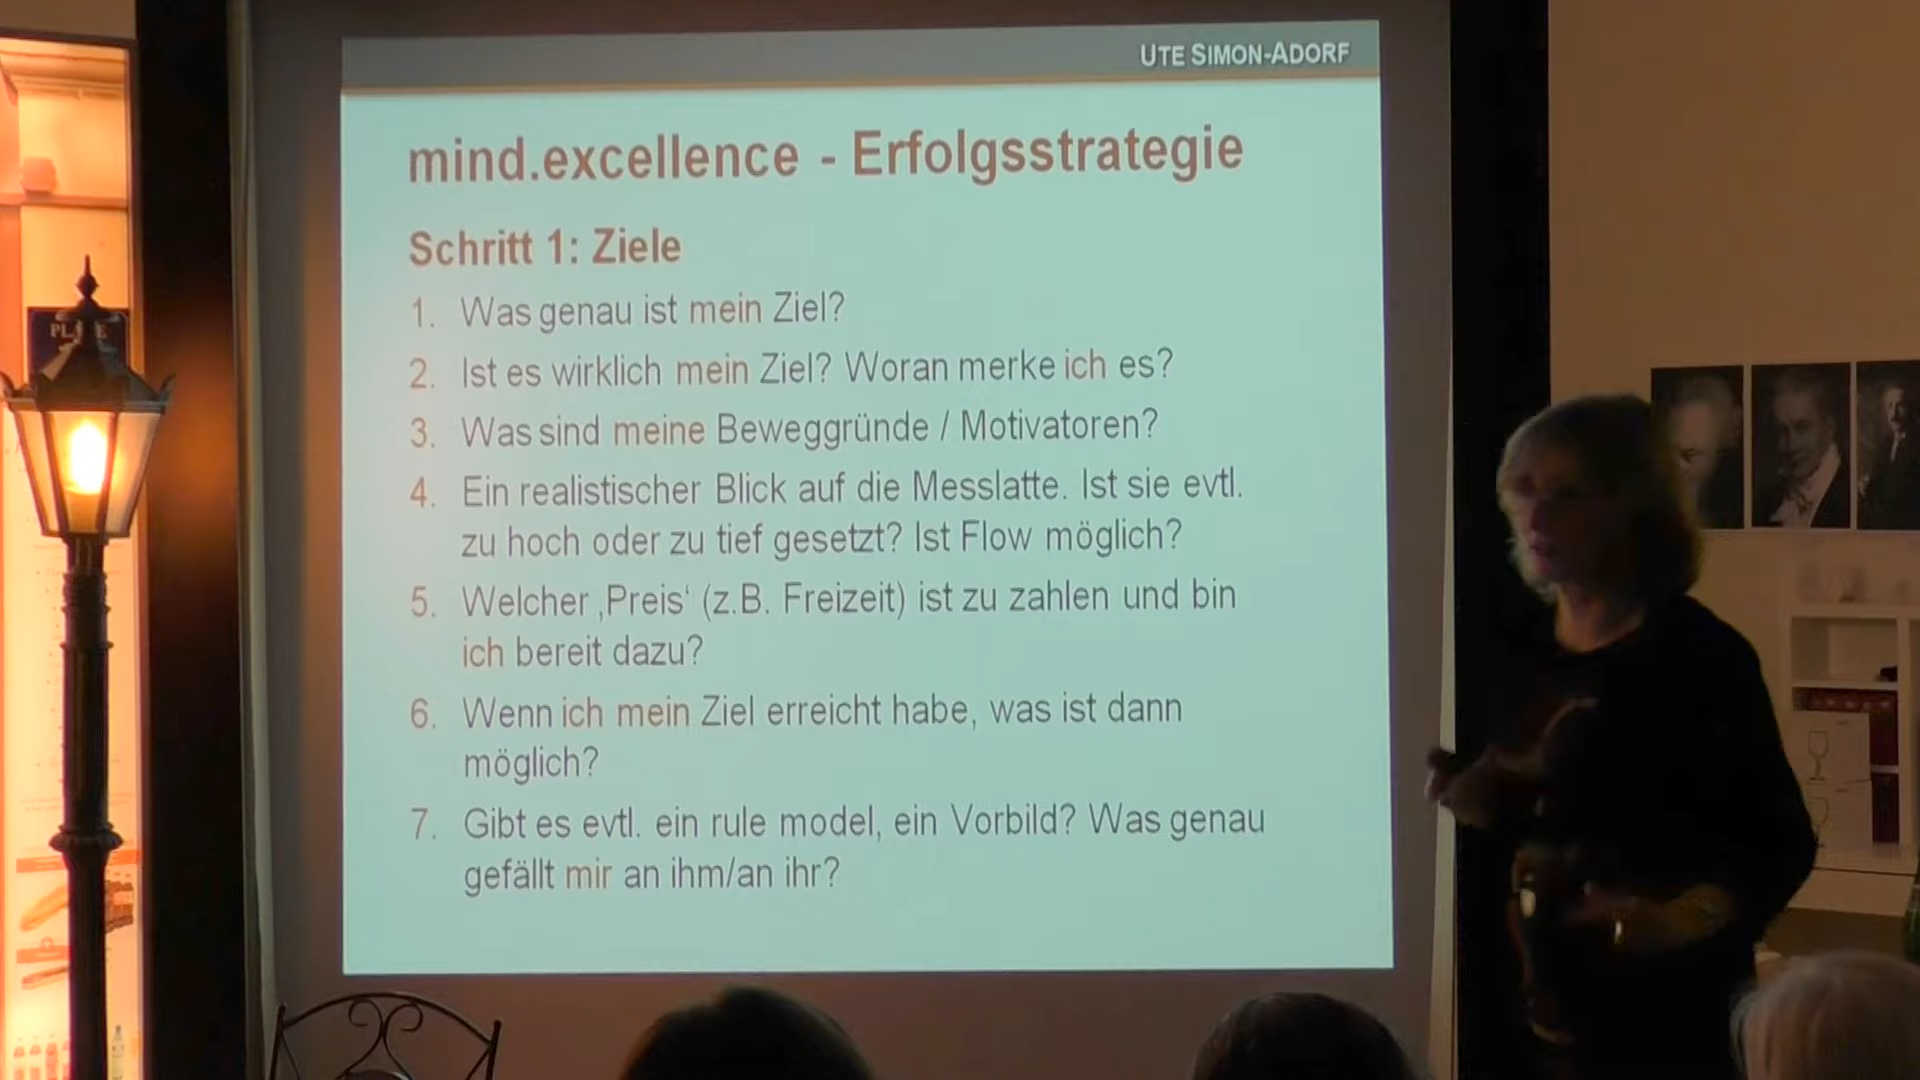 UTE SIMON-ADORF
mind.excellence - Erfolgsstrategie
Schritt 1: Ziele
1. Was genau ist mein Ziel?
2. Ist es wirklich mein Ziel? Woran merke ich es?
3. Was sind meine Beweggründe / Motivatoren?
4. Ein realistischer Blick auf die Messlatte. Ist sie evtl.
zu hoch oder zu tief gesetzt? Ist Flow möglich?
5. Welcher ‚Preis‘ (z.B. Freizeit) ist zu zahlen und bin
ich bereit dazu?
6. Wenn ich mein Ziel erreicht habe, was ist dann
möglich?
7. Gibt es evtl. ein rule model, ein Vorbild? Was genau
gefällt mir an ihm/an ihr?